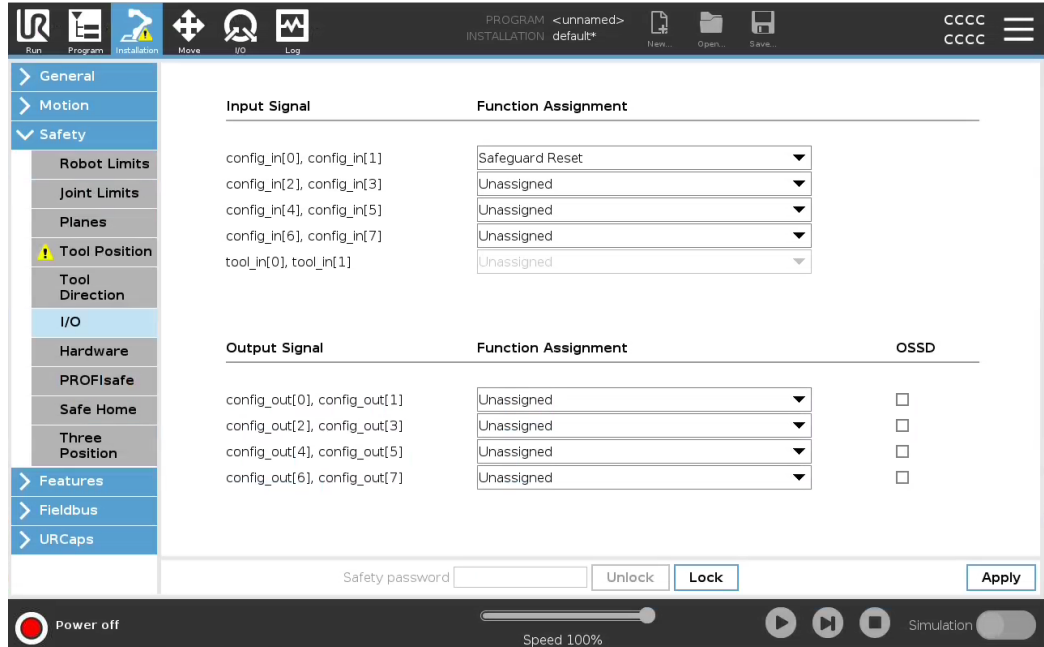 PROGRAM <unnamed>
INSTALLATION default*
CCCC
CCCC
Run
Program
Installation
Move
I/O
Log
New...
Open...
Save...
General
Motion
Safety
Robot Limits
Joint Limits
Planes
Tool Position
Tool
Direction
I/O
Hardware
PROFIsafe
Safe Home
Three
Position
Features
Fieldbus
URCaps
Input Signal Function Assignment
config_in[0], config_in[1] Safeguard Reset
config_in[2], config_in[3] Unassigned
config_in[4], config_in[5] Unassigned
config_in[6], config_in[7] Unassigned
tool_in[0], tool_in[1] Unassigned
Output Signal Function Assignment OSSD
config_out[0], config_out[1] Unassigned
config_out[2], config_out[3] Unassigned
config_out[4], config_out[5] Unassigned
config_out[6], config_out[7] Unassigned
Safety password Unlock Lock Apply
Power off
Speed 100%
Simulation